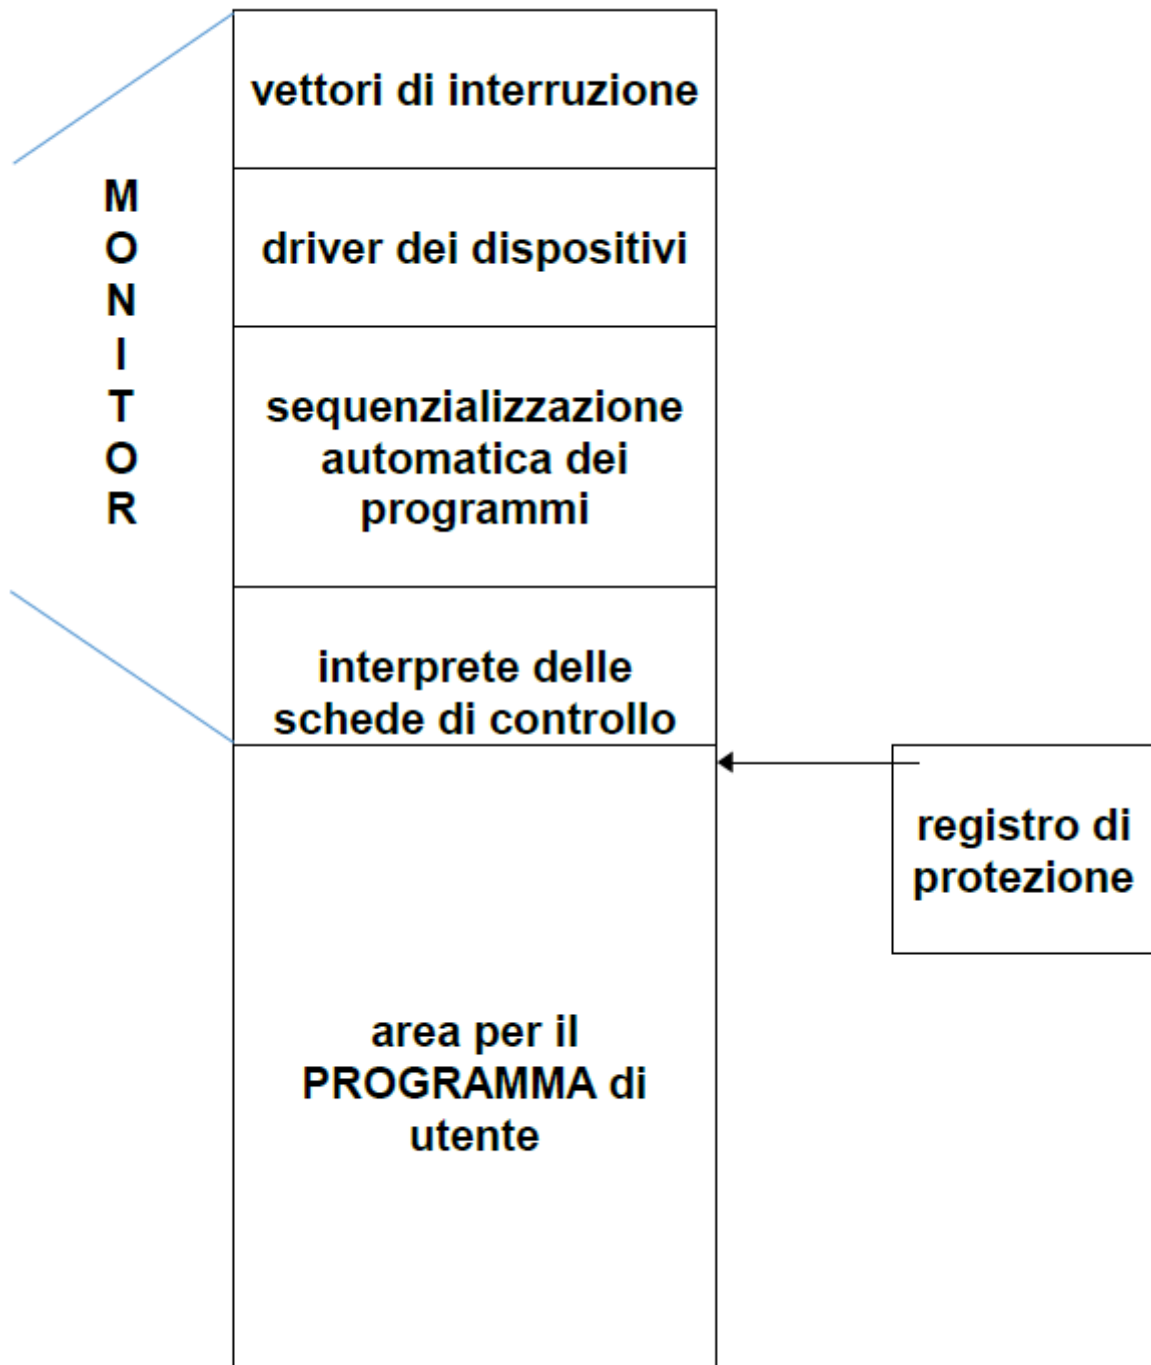 vettori di interruzione
M
O
N
I
T
O
R
driver dei dispositivi
sequenzializzazione
automatica dei
programmi
interprete delle
schede di controllo
registro di
protezione
area per il
PROGRAMMA di
utente